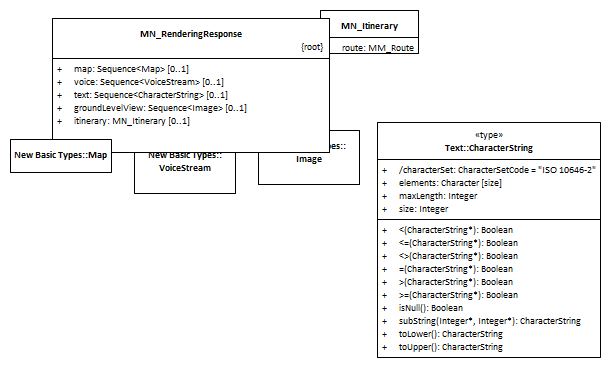 MN_RenderingResponse
{root}
+ map: Sequence<Map> [0..1]
+ voice: Sequence<VoiceStream> [0..1]
+ text: Sequence<CharacterString> [0..1]
+ groundLevelView: Sequence<Image> [0..1]
+ itinerary: MN_Itinerary [0..1]
MN_Itinerary
route: MM_Route
New Basic Types::Map
New Basic Types::
VoiceStream
pes::
Image
«type»
Text::CharacterString
+ /characterSet: CharacterSetCode = "ISO 10646-2"
+ elements: Character [size]
+ maxLength: Integer
+ size: Integer
+ <(CharacterString*): Boolean
+ <=(CharacterString*): Boolean
+ <>(CharacterString*): Boolean
+ =(CharacterString*): Boolean
+ >(CharacterString*): Boolean
+ >=(CharacterString*): Boolean
+ isNull(): Boolean
+ subString(Integer*, Integer*): CharacterString
+ toLower(): CharacterString
+ toUpper(): CharacterString